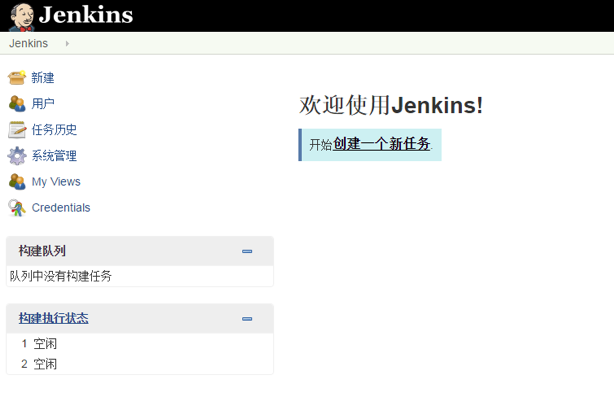 Jenkins
Jenkins
新建
用户
任务历史
系统管理
My Views
Credentials
构建队列
队列中没有构建任务
构建执行状态
1 空闲
2 空闲
欢迎使用Jenkins!
开始创建一个新任务.